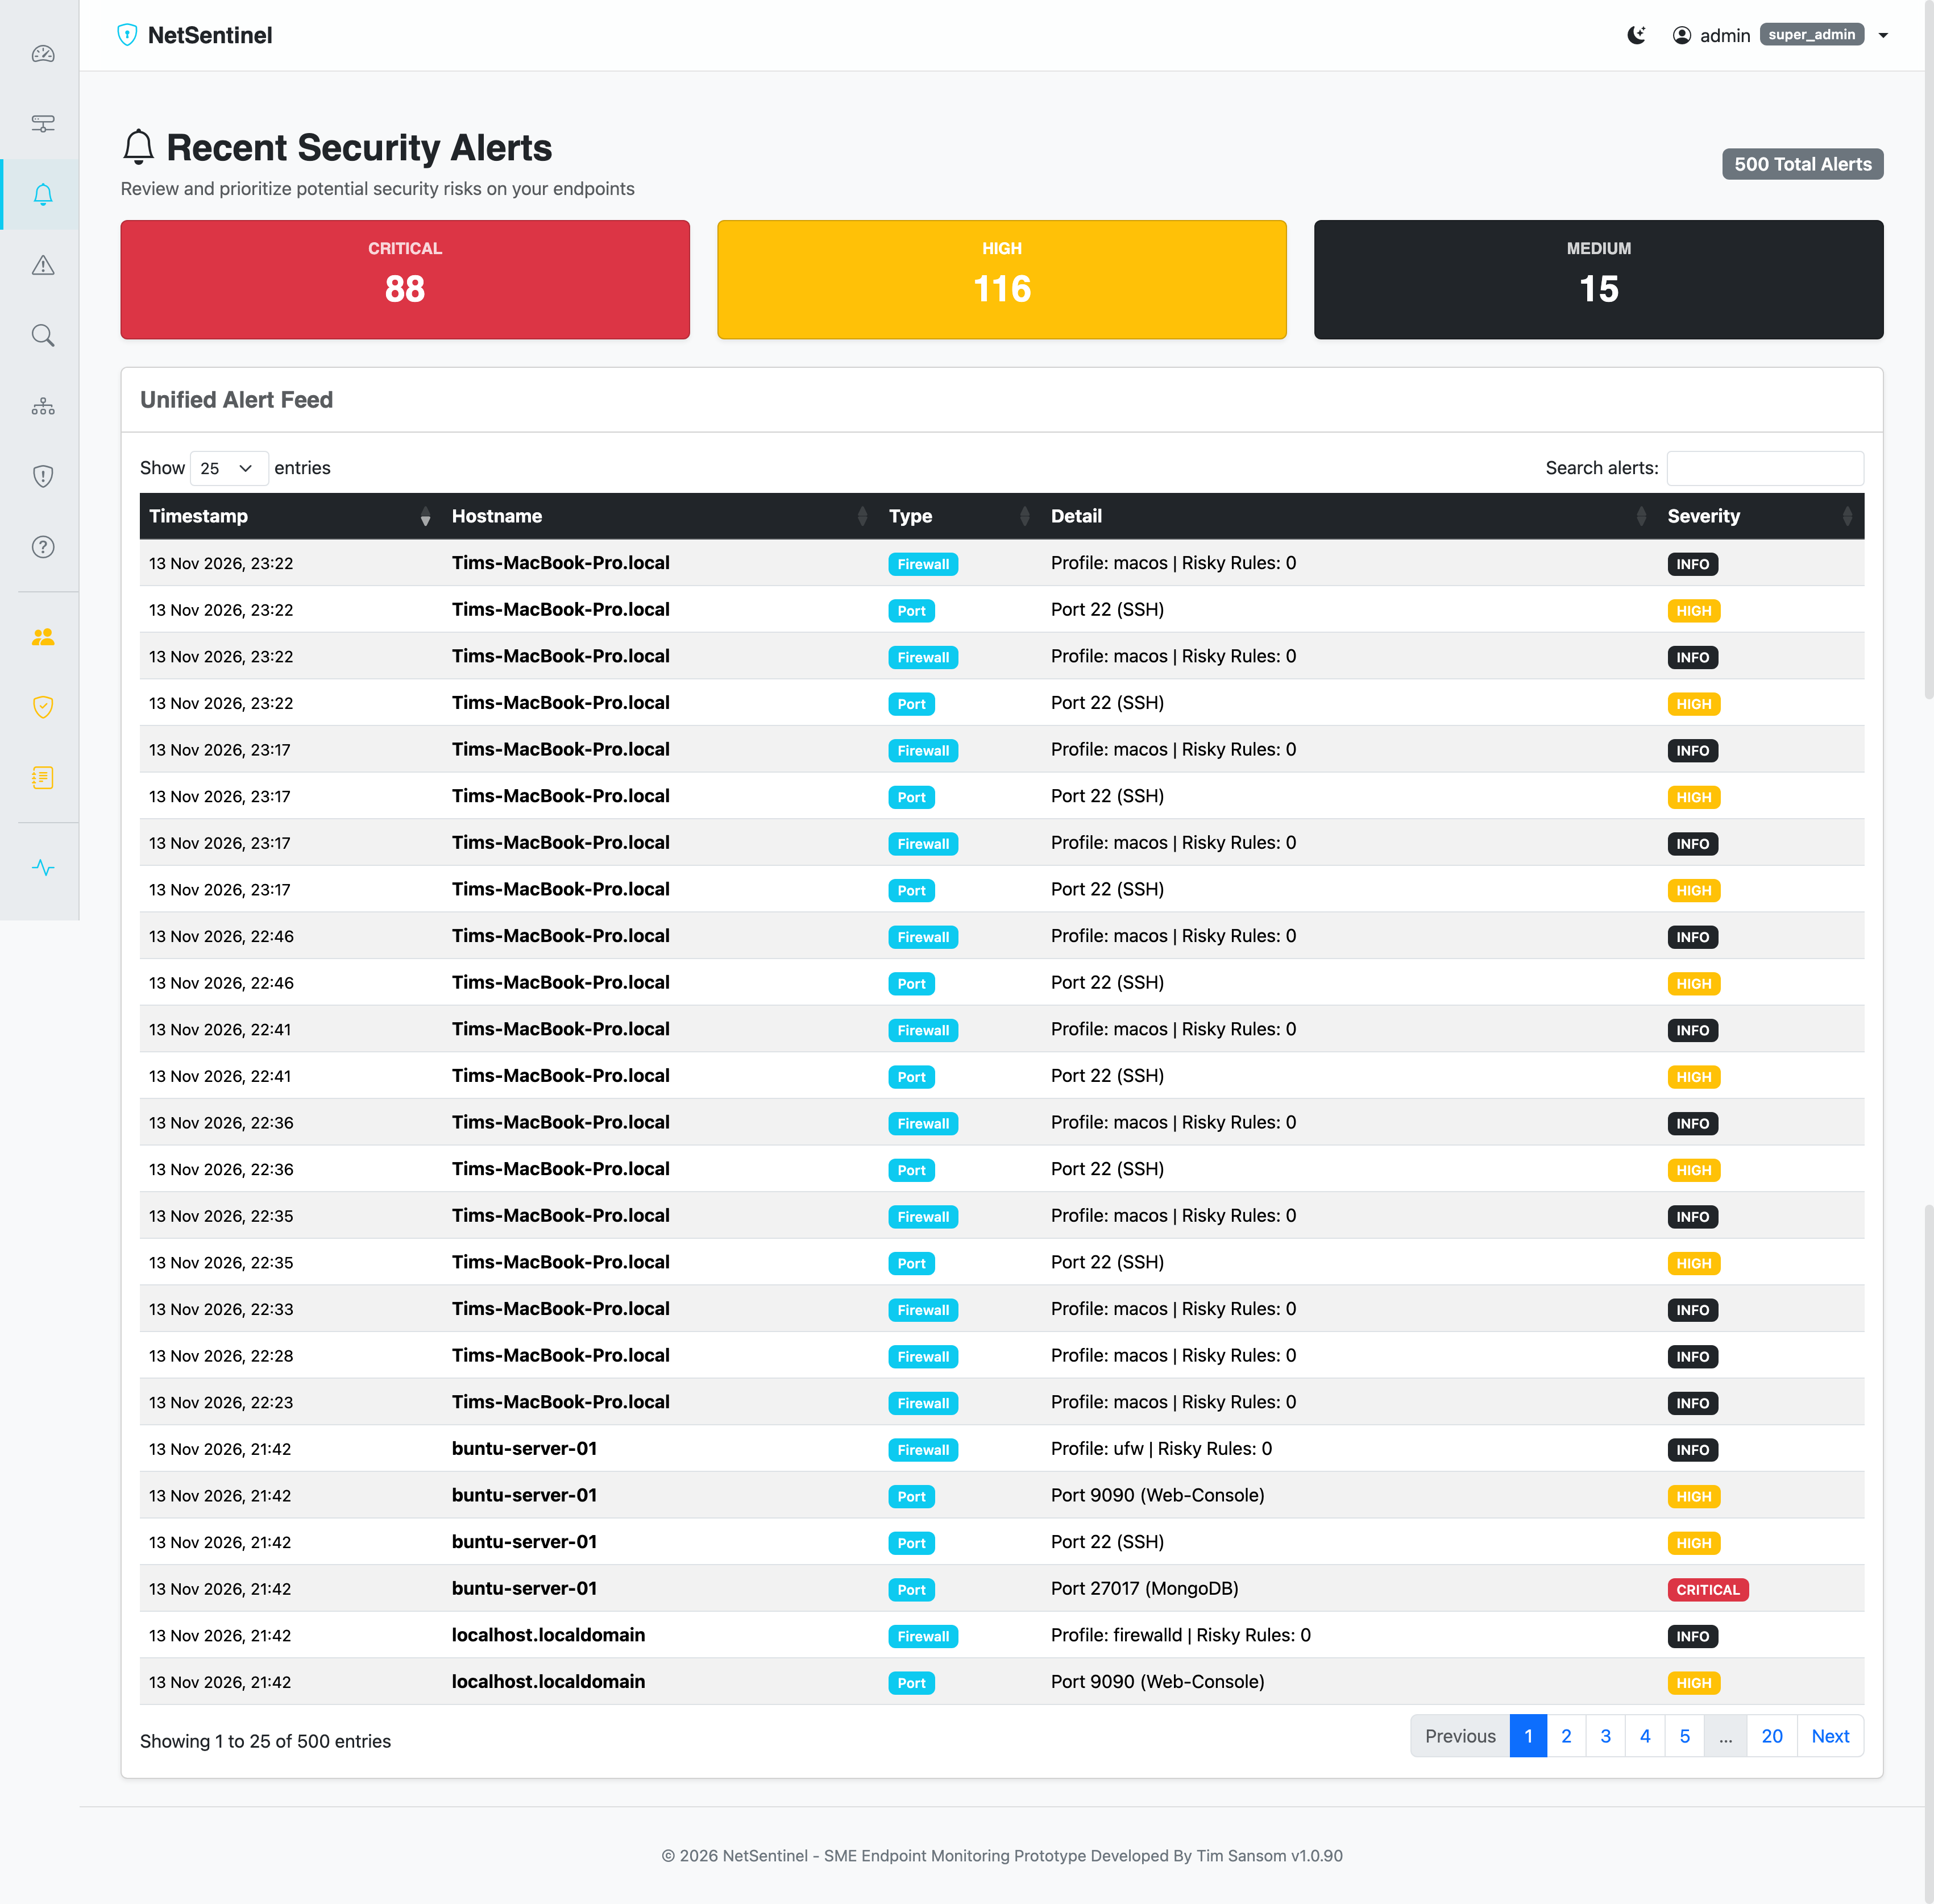 NetSentinel
admin super_admin
Recent Security Alerts
Review and prioritize potential security risks on your endpoints
500 Total Alerts
CRITICAL
88
HIGH
116
MEDIUM
15
Unified Alert Feed
Show 25 entries
Search alerts:
Timestamp Hostname Type Detail Severity
13 Nov 2026, 23:22 Tims-MacBook-Pro.local Firewall Profile: macos | Risky Rules: 0 INFO
13 Nov 2026, 23:22 Tims-MacBook-Pro.local Port Port 22 (SSH) HIGH
13 Nov 2026, 23:22 Tims-MacBook-Pro.local Firewall Profile: macos | Risky Rules: 0 INFO
13 Nov 2026, 23:22 Tims-MacBook-Pro.local Port Port 22 (SSH) HIGH
13 Nov 2026, 23:17 Tims-MacBook-Pro.local Firewall Profile: macos | Risky Rules: 0 INFO
13 Nov 2026, 23:17 Tims-MacBook-Pro.local Port Port 22 (SSH) HIGH
13 Nov 2026, 23:17 Tims-MacBook-Pro.local Firewall Profile: macos | Risky Rules: 0 INFO
13 Nov 2026, 23:17 Tims-MacBook-Pro.local Port Port 22 (SSH) HIGH
13 Nov 2026, 22:46 Tims-MacBook-Pro.local Firewall Profile: macos | Risky Rules: 0 INFO
13 Nov 2026, 22:46 Tims-MacBook-Pro.local Port Port 22 (SSH) HIGH
13 Nov 2026, 22:41 Tims-MacBook-Pro.local Firewall Profile: macos | Risky Rules: 0 INFO
13 Nov 2026, 22:41 Tims-MacBook-Pro.local Port Port 22 (SSH) HIGH
13 Nov 2026, 22:36 Tims-MacBook-Pro.local Firewall Profile: macos | Risky Rules: 0 INFO
13 Nov 2026, 22:36 Tims-MacBook-Pro.local Port Port 22 (SSH) HIGH
13 Nov 2026, 22:35 Tims-MacBook-Pro.local Firewall Profile: macos | Risky Rules: 0 INFO
13 Nov 2026, 22:35 Tims-MacBook-Pro.local Port Port 22 (SSH) HIGH
13 Nov 2026, 22:33 Tims-MacBook-Pro.local Firewall Profile: macos | Risky Rules: 0 INFO
13 Nov 2026, 22:28 Tims-MacBook-Pro.local Firewall Profile: macos | Risky Rules: 0 INFO
13 Nov 2026, 22:23 Tims-MacBook-Pro.local Firewall Profile: macos | Risky Rules: 0 INFO
13 Nov 2026, 21:42 buntu-server-01 Firewall Profile: ufw | Risky Rules: 0 INFO
13 Nov 2026, 21:42 buntu-server-01 Port Port 9090 (Web-Console) HIGH
13 Nov 2026, 21:42 buntu-server-01 Port Port 22 (SSH) HIGH
13 Nov 2026, 21:42 buntu-server-01 Port Port 27017 (MongoDB) CRITICAL
13 Nov 2026, 21:42 localhost.localdomain Firewall Profile: firewalld | Risky Rules: 0 INFO
13 Nov 2026, 21:42 localhost.localdomain Port Port 9090 (Web-Console) HIGH
Showing 1 to 25 of 500 entries
Previous 1 2 3 4 5 ... 20 Next
© 2026 NetSentinel - SME Endpoint Monitoring Prototype Developed By Tim Sansom v1.0.90